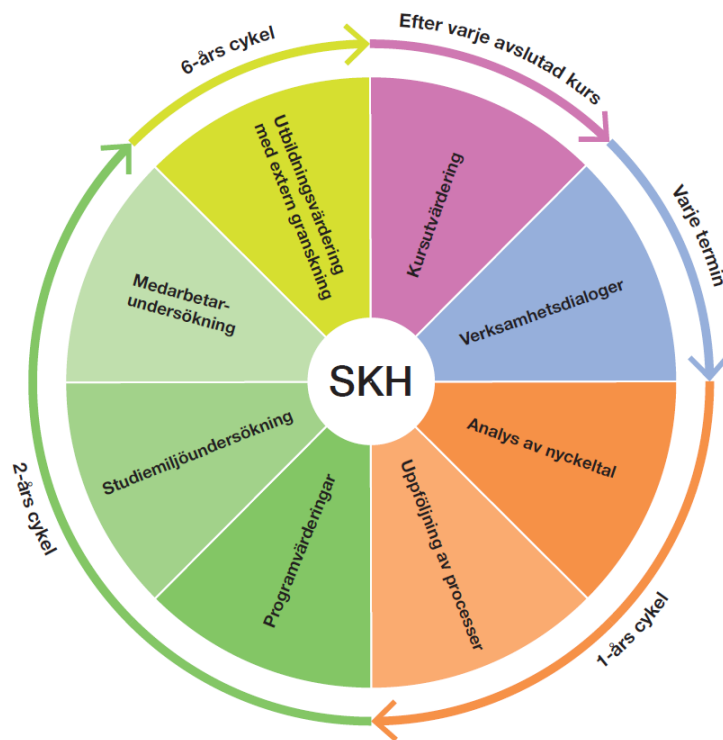 6-års cykel
Efter varje avslutad kurs
Varje termin
1-års cykel
2-års cykel
Utbildningsvärdering
med extern granskning
Kursutvärdering
Verksamhetsdialoger
Analys av nyckeltal
Uppföljning av processer
Programvärderingar
Studiemiljöundersökning
Medarbetar-
undersökning
SKH